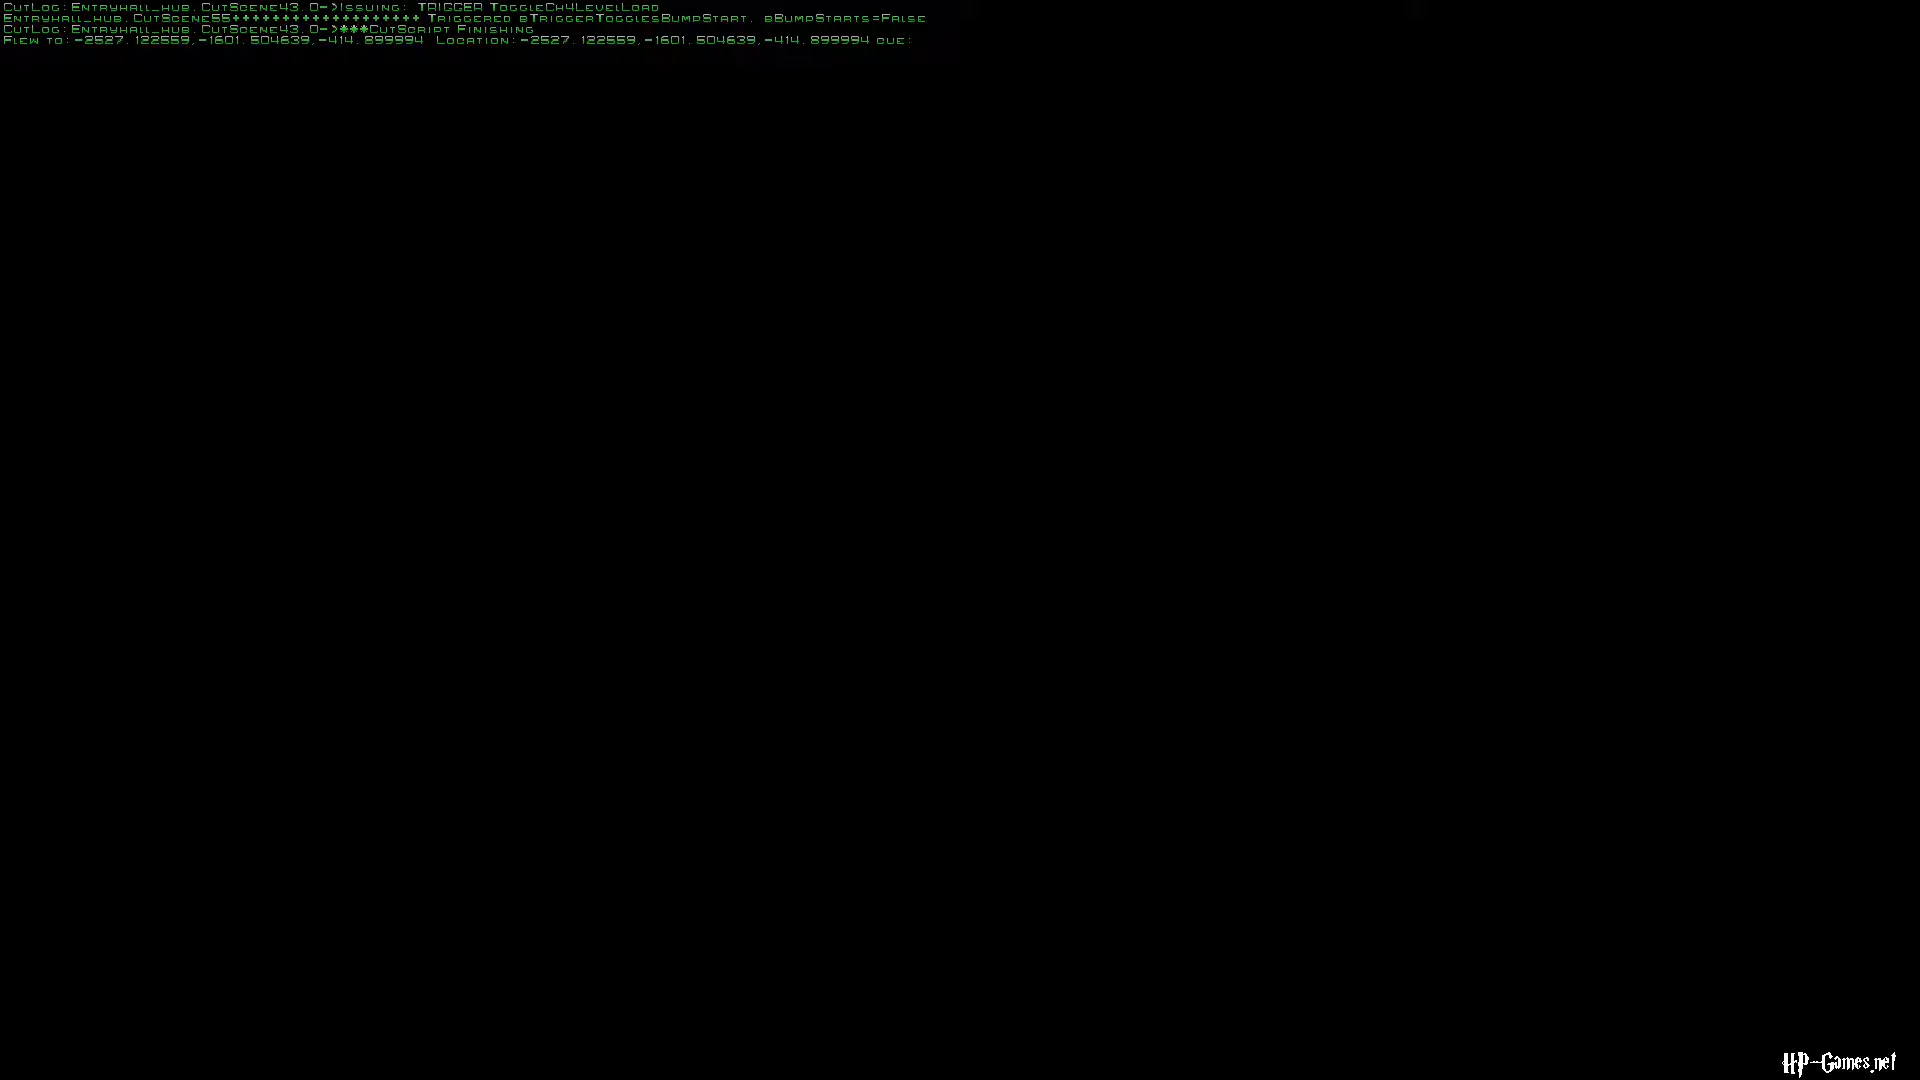 CutLog:Entryhall_hub.CutScene43.0->Issuing: TRIGGER ToggleCh4LevelLoad
Entryhall_hub.CutScene55++++++++++++++++++ Triggered bTriggerTogglesBumpStart. bBumpStarts=False
CutLog:Entryhall_hub.CutScene43.0->***CutScript Finishing
Flew to:-2527.122559,-1601.504639,-414.899994 Location:-2527.122559,-1601.504639,-414.899994 cue:
HP-Games.net